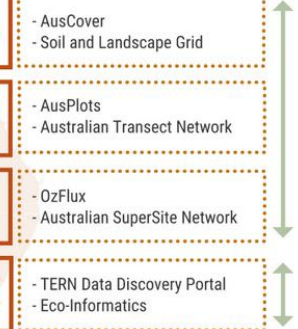 - AusCover
- Soil and Landscape Grid
- AusPlots
- Australian Transect Network
- OzFlux
- Australian SuperSite Network
- TERN Data Discovery Portal
- Eco-Informatics